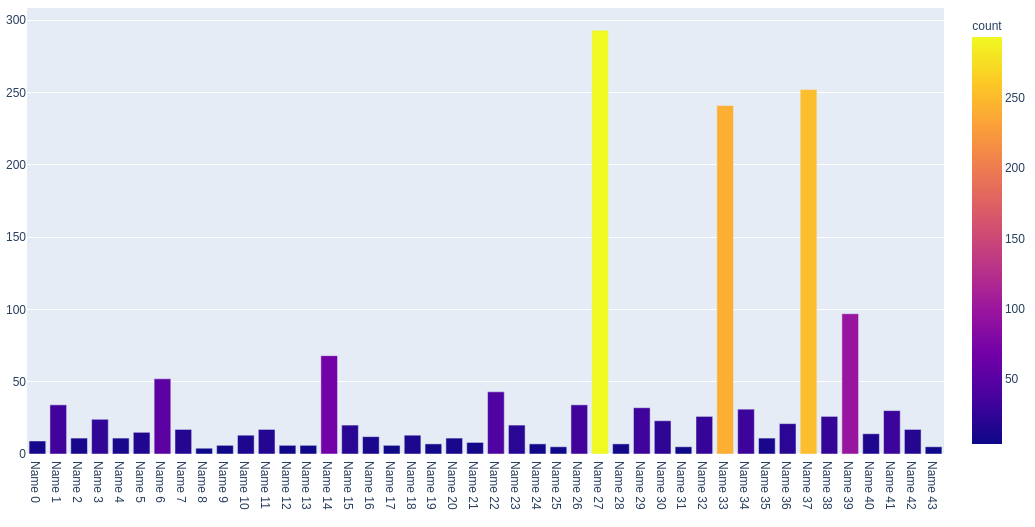 300
250
200
150
100
50
0
Name 0
Name 1
Name 2
Name 3
Name 4
Name 5
Name 6
Name 7
Name 8
Name 9
Name 10
Name 11
Name 12
Name 13
Name 14
Name 15
Name 16
Name 17
Name 18
Name 19
Name 20
Name 21
Name 22
Name 23
Name 24
Name 25
Name 26
Name 27
Name 28
Name 29
Name 30
Name 31
Name 32
Name 33
Name 34
Name 35
Name 36
Name 37
Name 38
Name 39
Name 40
Name 41
Name 42
Name 43
count
250
200
150
100
50